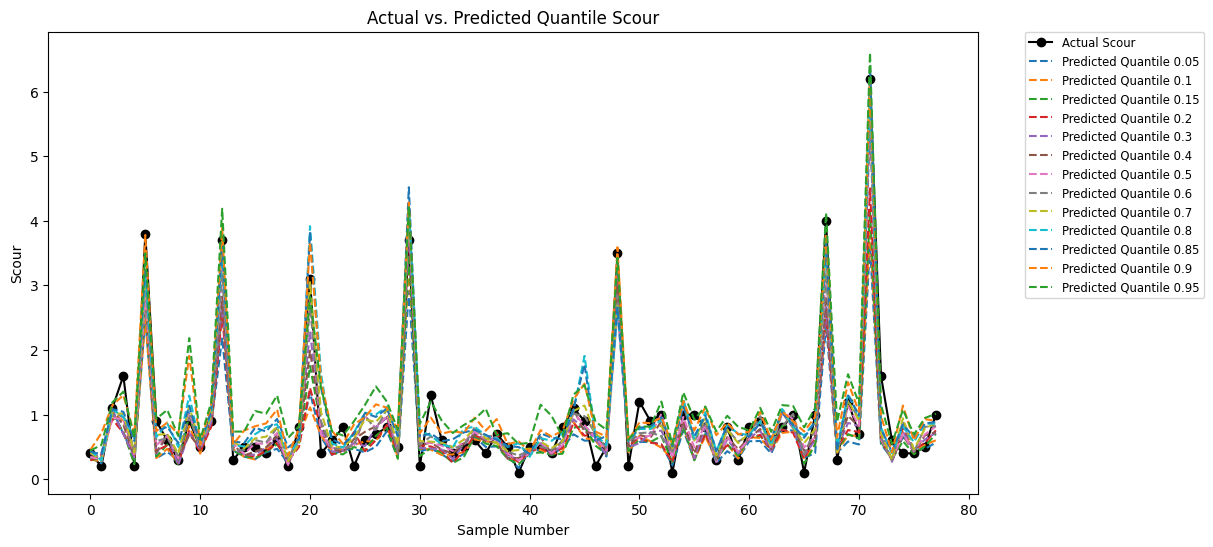 Actual vs. Predicted Quantile Scour
Scour
6
5
4
3
2
1
0
0 10 20 30 40 50 60 70 80
Sample Number
Actual Scour
Predicted Quantile 0.05
Predicted Quantile 0.1
Predicted Quantile 0.15
Predicted Quantile 0.2
Predicted Quantile 0.3
Predicted Quantile 0.4
Predicted Quantile 0.5
Predicted Quantile 0.6
Predicted Quantile 0.7
Predicted Quantile 0.8
Predicted Quantile 0.85
Predicted Quantile 0.9
Predicted Quantile 0.95